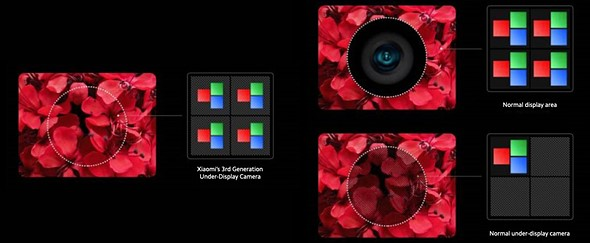 Xiaomi's 3rd Generation
Under-Display Camera
Normal display area
Normal under-display camera